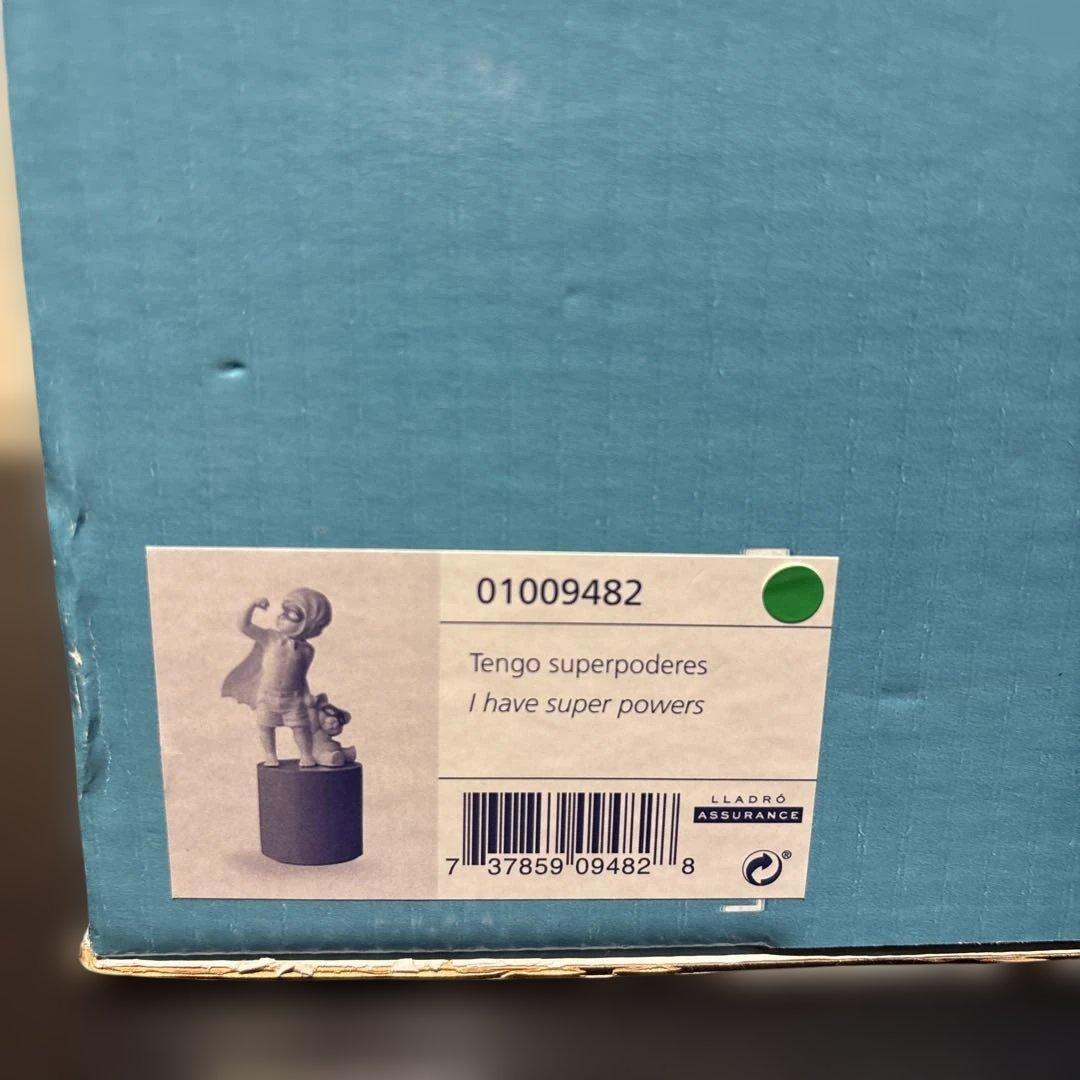 01009482
Tengo superpoderes
I have super powers
LLADRÓ
ASSURANCE
7 37859 09482 8
®